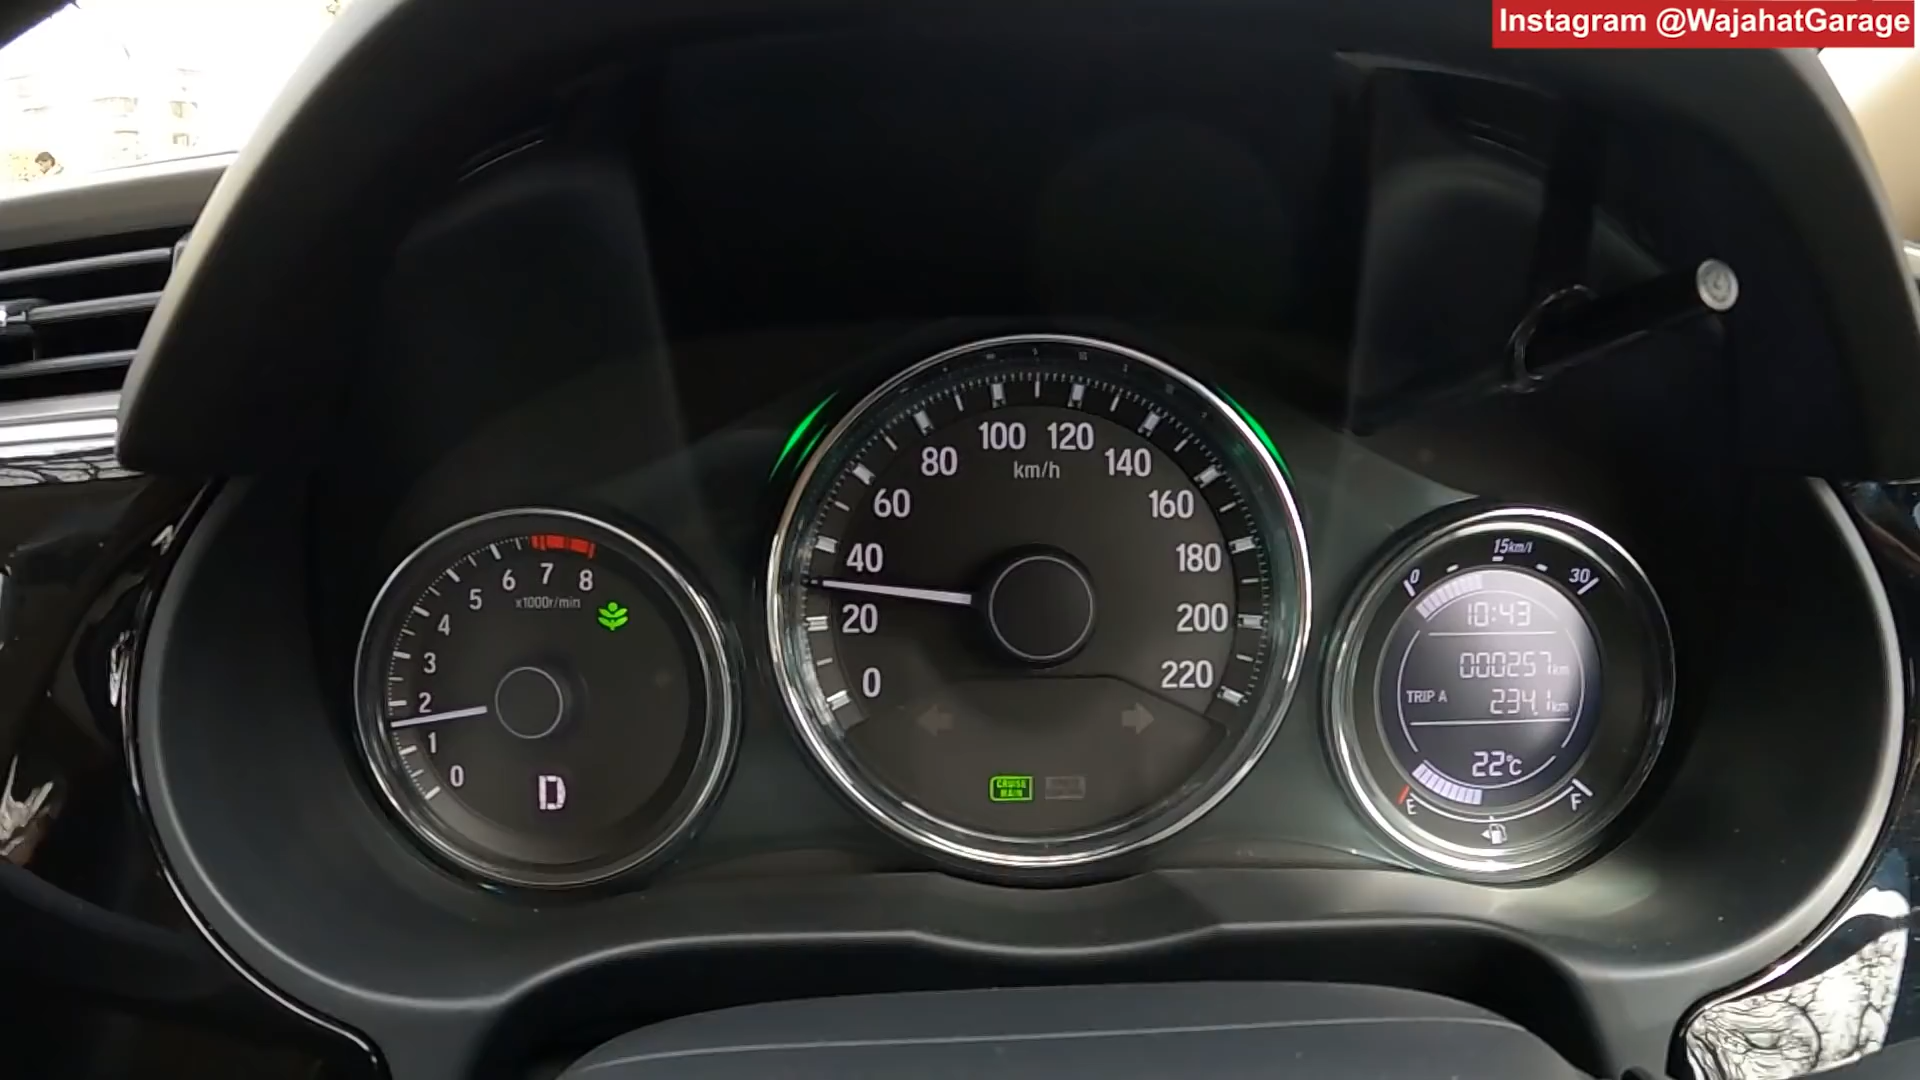 Instagram @WajahatGarage
0
1
2
3
4
5
6
7
8
x1000r/min
D
0
20
40
60
80
100
120
140
160
180
200
220
km/h
CRUISE
MAIN
0
15km/l
30
10:43
000257km
TRIP A
234.1km
22°C
E
F